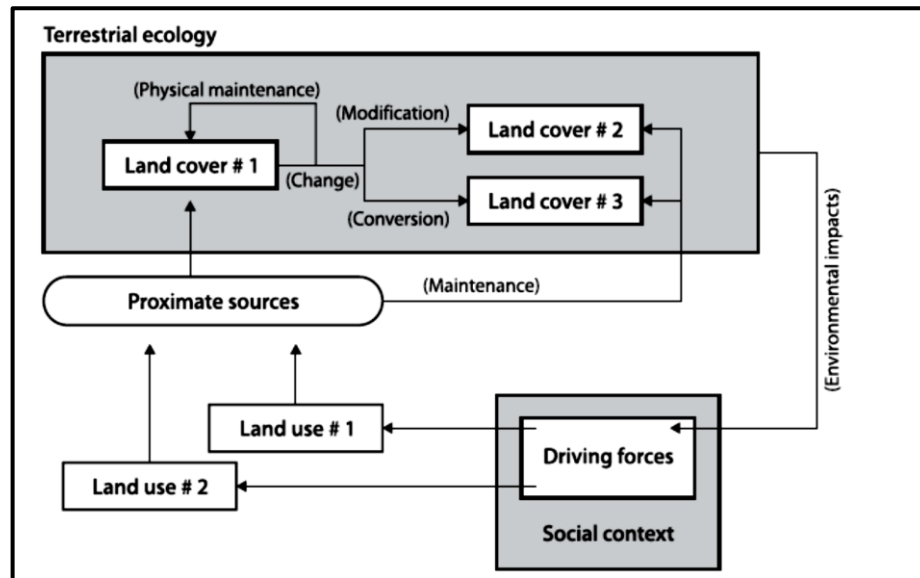 Terrestrial ecology
(Physical maintenance)
(Modification)
Land cover # 2
Land cover # 1
(Change)
Land cover # 3
(Conversion)
Proximate sources
(Maintenance)
(Environmental impacts)
Land use # 1
Driving forces
Land use # 2
Social context